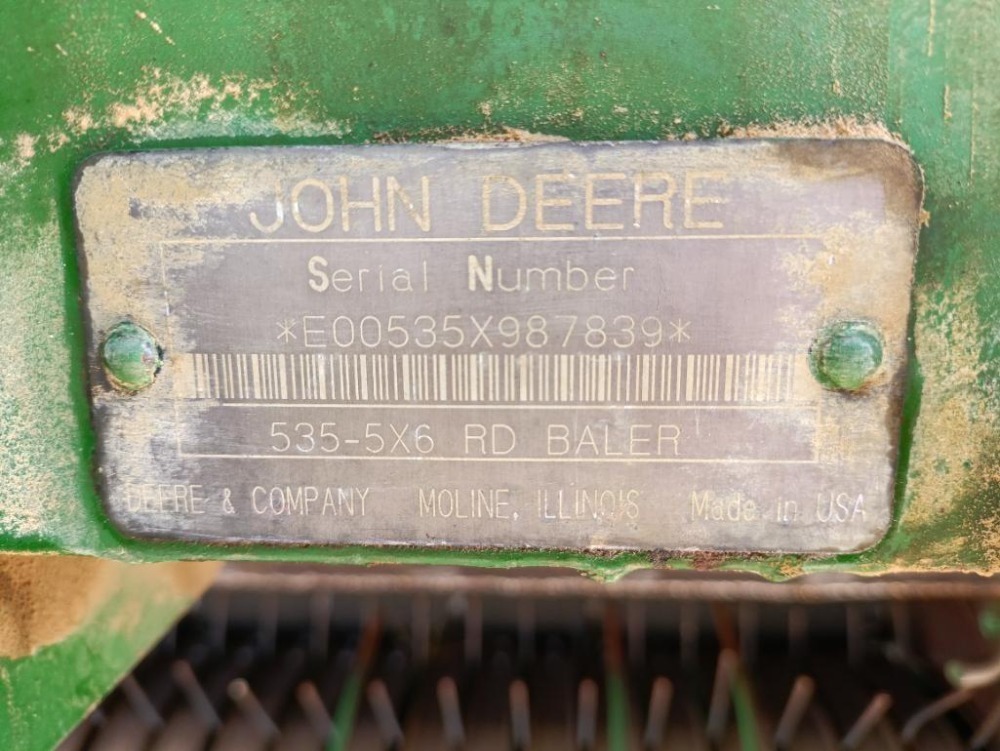 JOHN DEERE
Serial Number
*E00535X987839*
535-5X6 RD BALER
DEERE & COMPANY MOLINE, ILLINOIS Made in USA